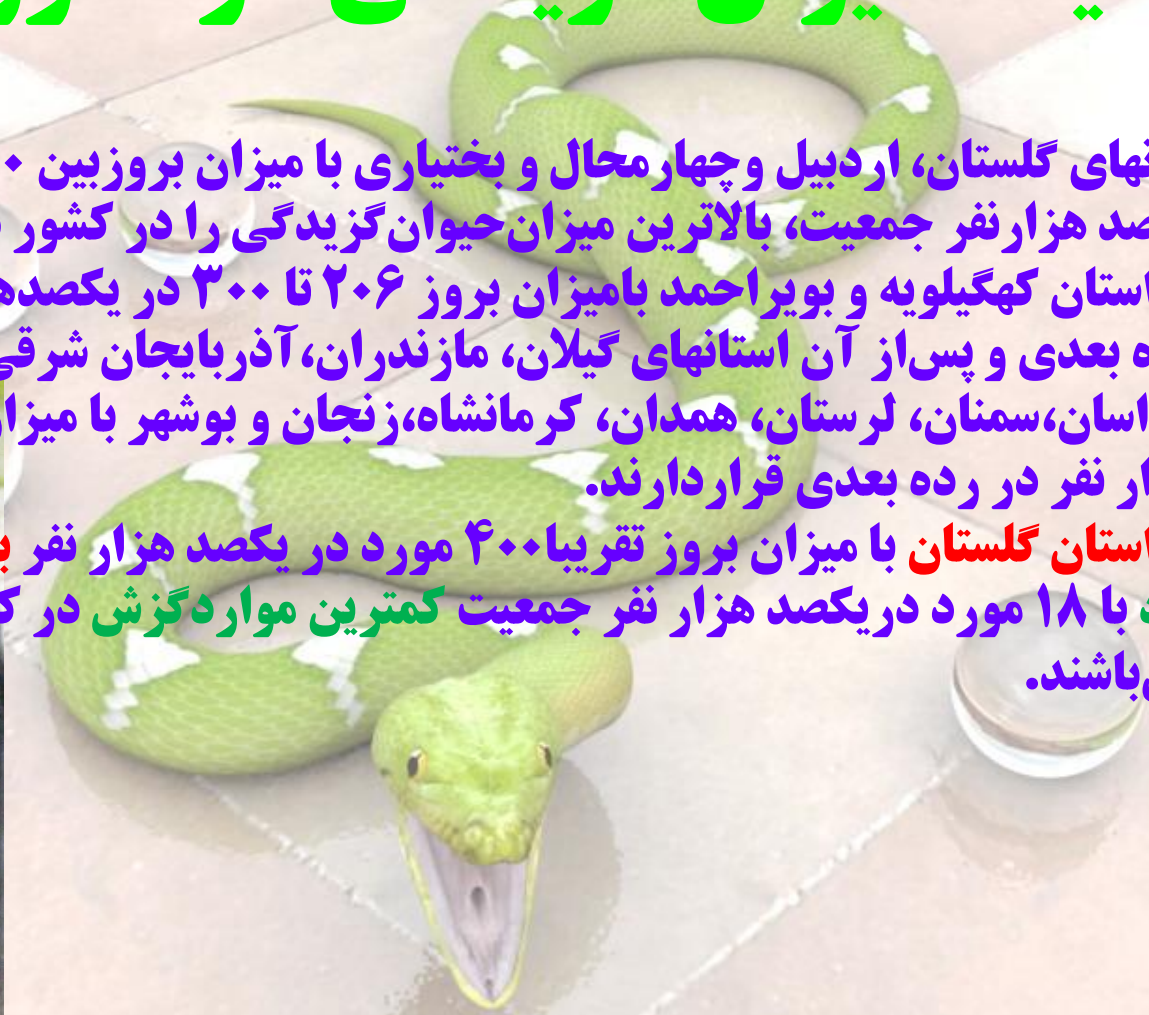 نهای گلستان، اردبیل وچهارمحال و بختیاری با میزان بروزبین
صد هزارنفر جمعیت، بالاترین میزان‌حیوان‌گزیدگی را در کشور
استان کهگیلویه و بویراحمد بامیزان بروز ۲۰۶ تا ۳۰۰ در یکصده
ه بعدی و پس‌از آن استانهای گیلان، مازندران،آذربایجان شرقی
اسان،سمنان، لرستان، همدان، کرمانشاه،زنجان و بوشهر با میزا
ار نفر در رده بعدی قراردارند.
استان گلستان با میزان بروز تقریبا۴۰۰ مورد در یکصد هزار نفر ب
د با ۱۸ مورد دریکصد هزار نفر جمعیت کمترین مواردگزش در ک
ی‌باشند.